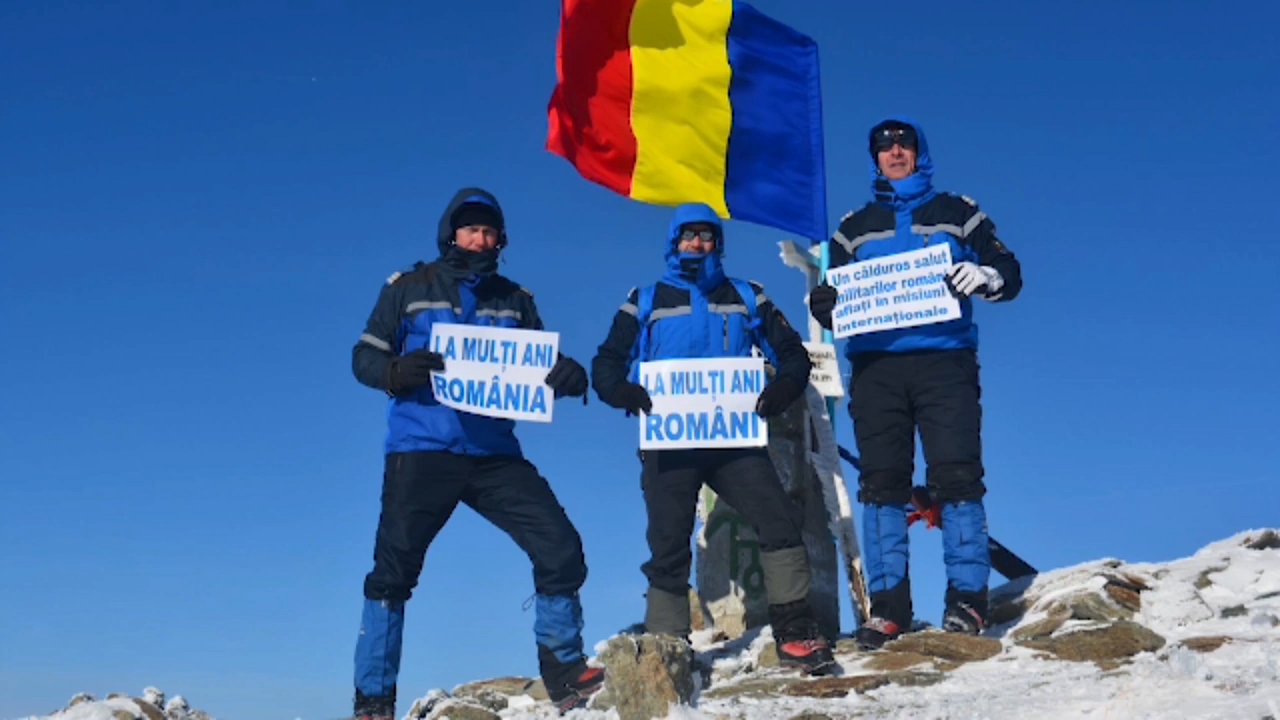 LA MULȚI ANI
ROMÂNIA
LA MULȚI ANI
ROMÂNI
Un călduros salut
militarilor români
aflați în misiuni
internaționale